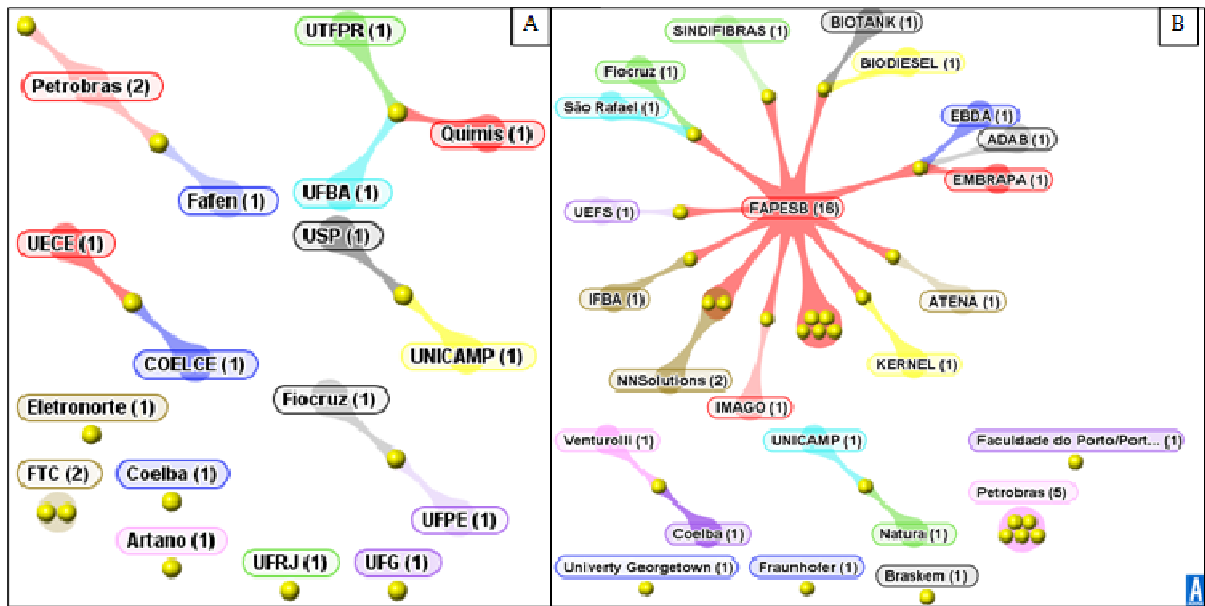 A
UTFPR (1)
Petrobras (2)
Quimis (1)
Fafen (1)
UFBA (1)
UECE (1)
USP (1)
COELCE (1)
UNICAMP (1)
Eletronorte (1)
Fiocruz (1)
FTC (2)
Coelba (1)
UFPE (1)
Artano (1)
UFRJ (1)
UFG (1)
B
SINDIFIBRAS (1)
BIOTANK (1)
BIODIESEL (1)
Fiocruz (1)
São Rafael (1)
EBDA (1)
ADAB (1)
EMBRAPA (1)
UEFS (1)
FAPESB (16)
IFBA (1)
ATENA (1)
NNSolutions (2)
KERNEL (1)
IMAGO (1)
Venturolli (1)
UNICAMP (1)
Faculdade do Porto/Port... (1)
Petrobras (5)
Coelba (1)
Natura (1)
Univerty Georgetown (1)
Fraunhofer (1)
Braskem (1)
A